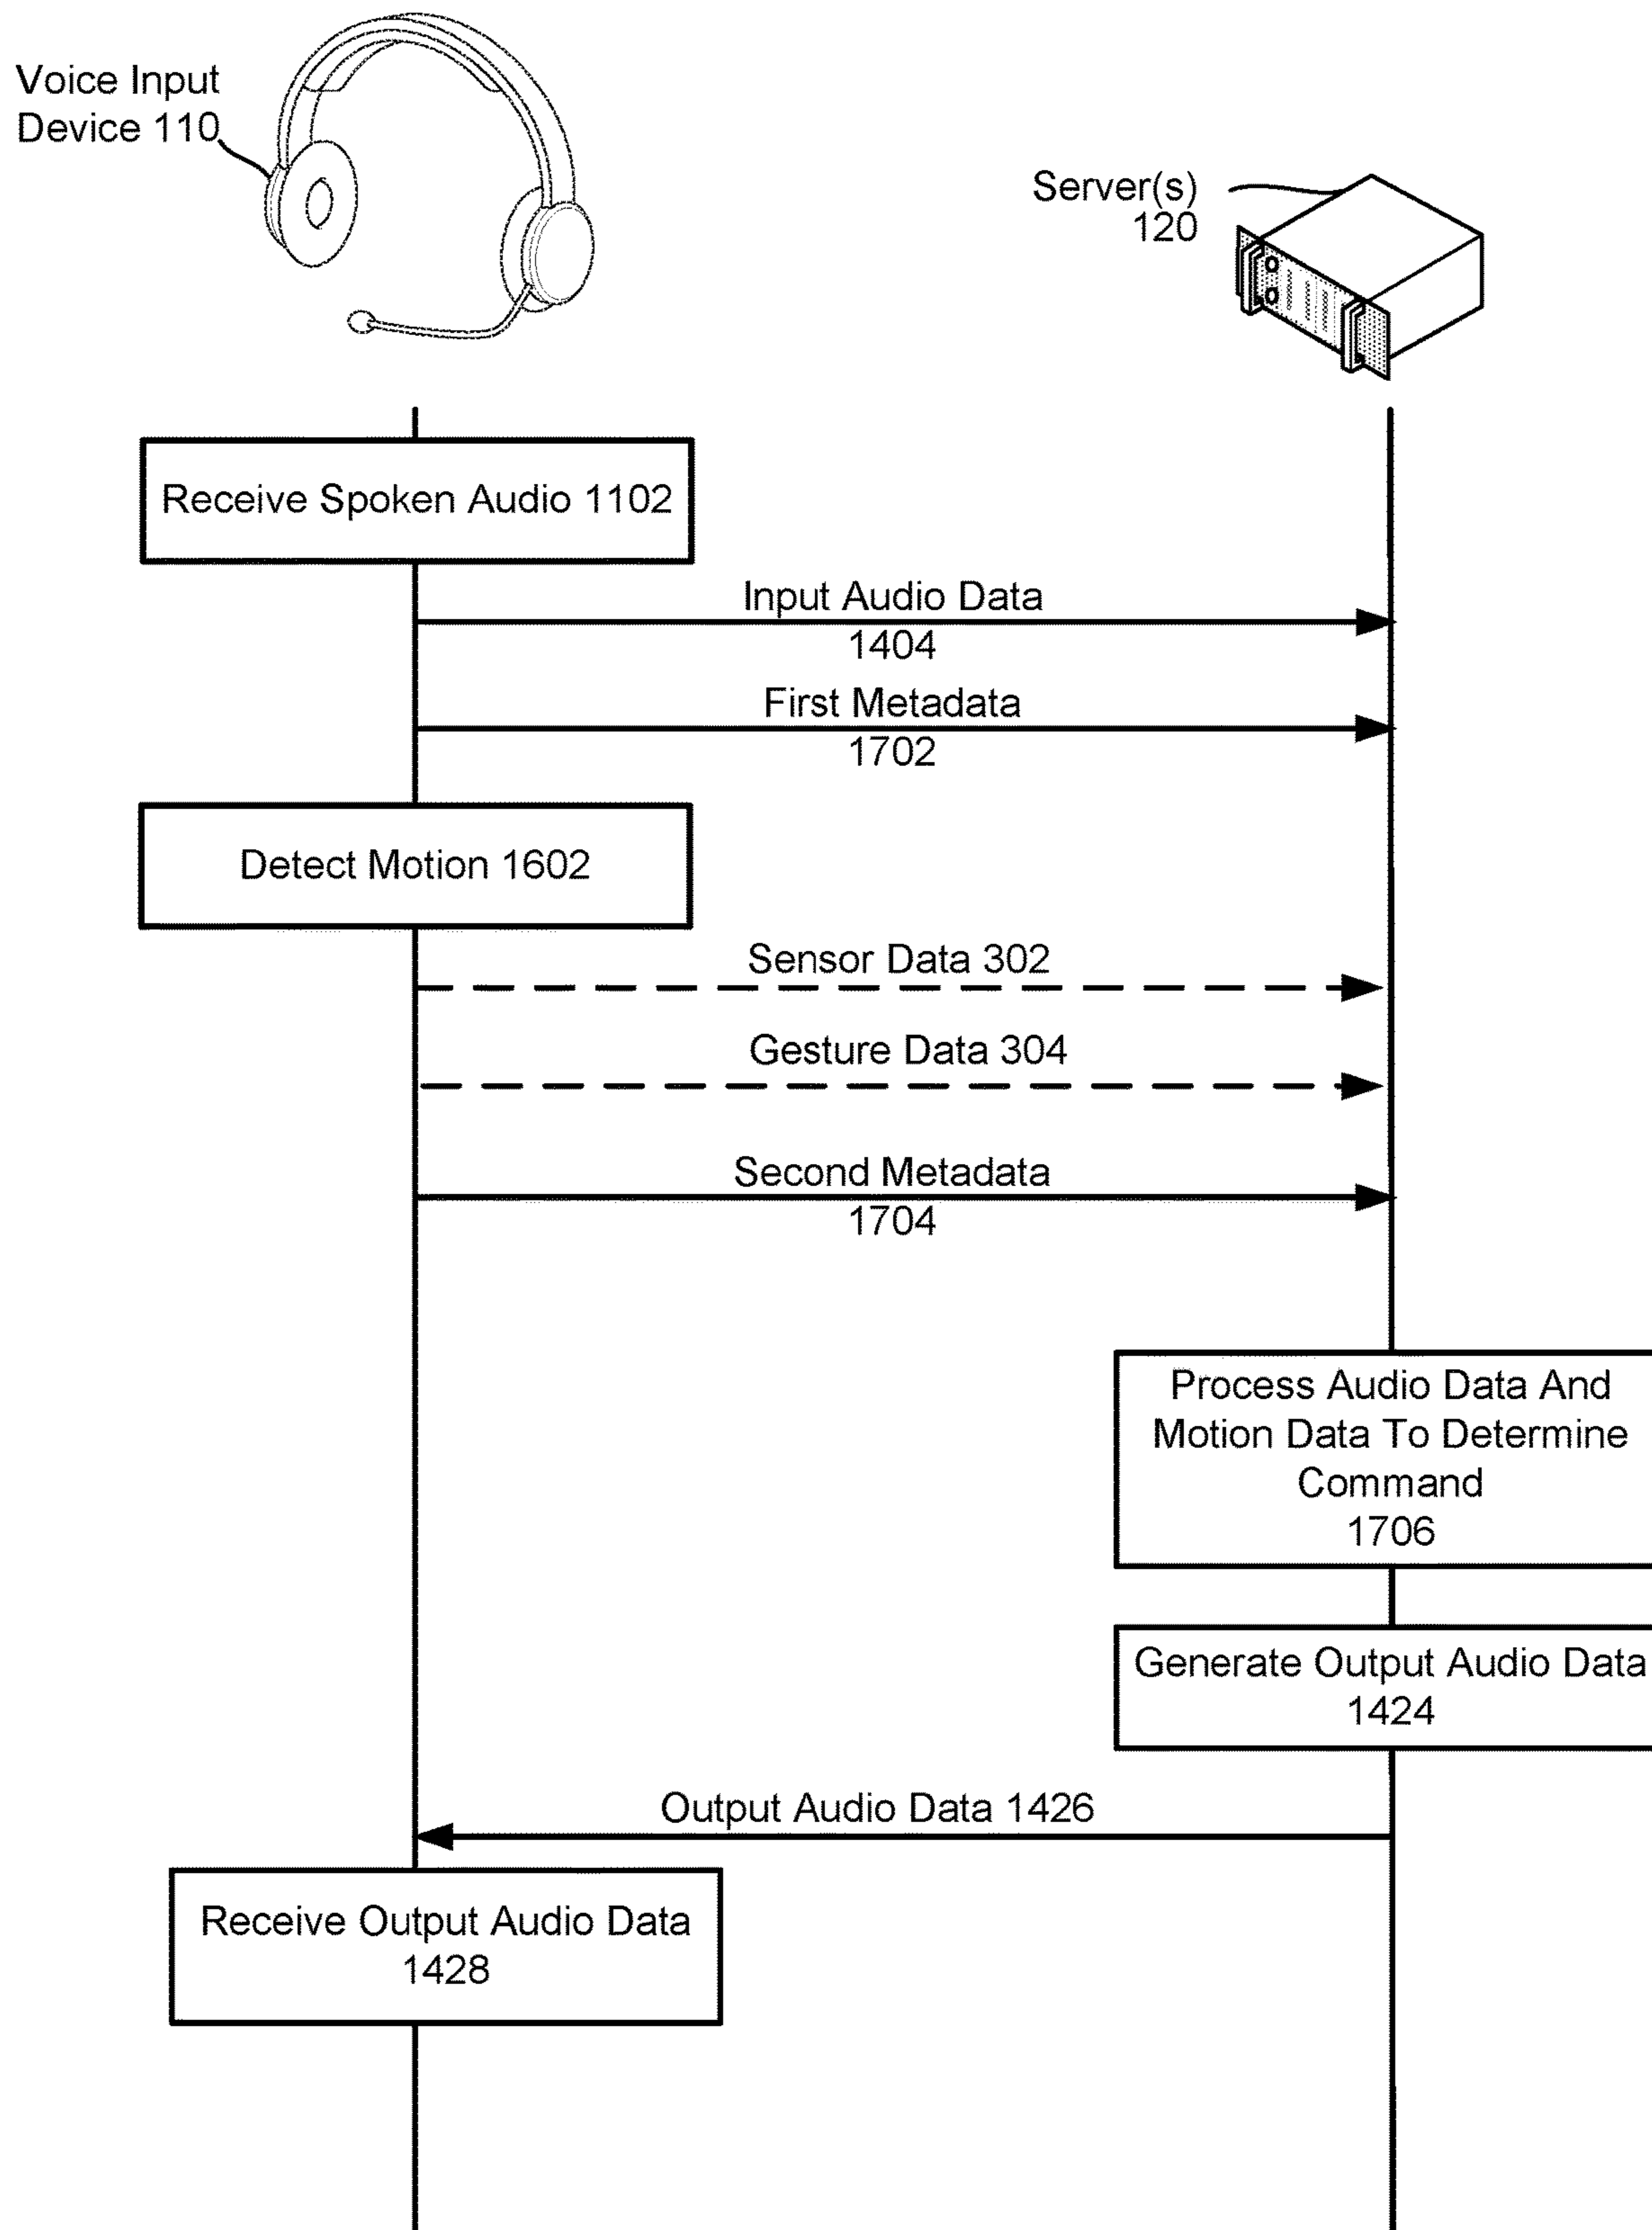 Voice Input
Device 110
Server(s)
120
Receive Spoken Audio 1102
Input Audio Data
1404
First Metadata
1702
Detect Motion 1602
Sensor Data 302
Gesture Data 304
Second Metadata
1704
Process Audio Data And
Motion Data To Determine
Command
1706
Generate Output Audio Data
1424
Output Audio Data 1426
Receive Output Audio Data
1428